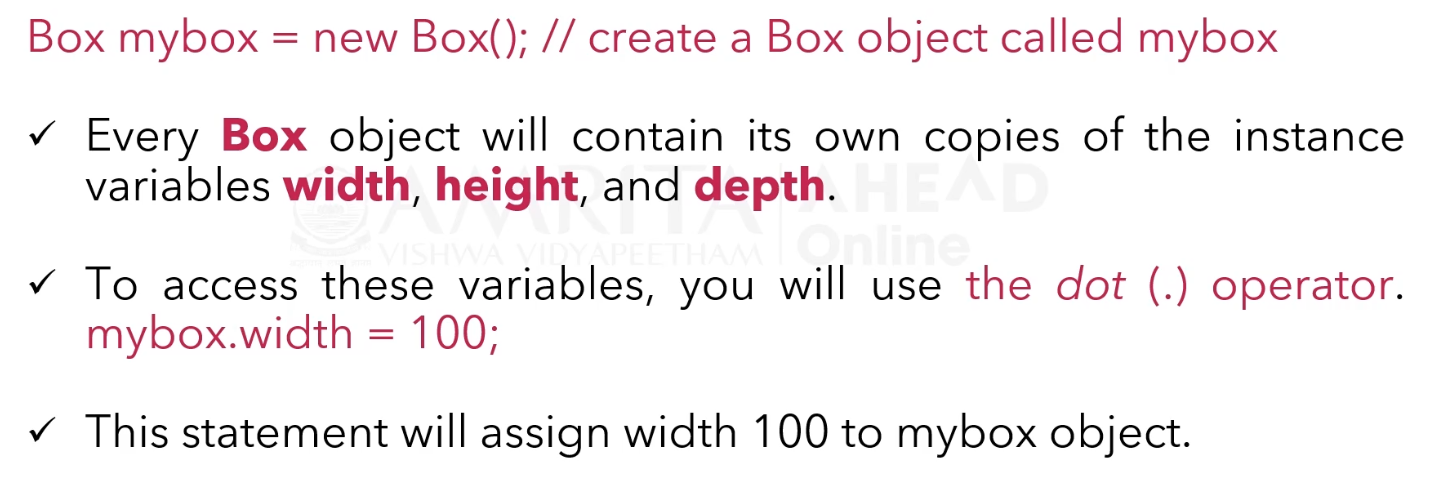 Box mybox = new Box(); // create a Box object called mybox
✓ Every Box object will contain its own copies of the instance
variables width, height, and depth.
AMRITA AHEAD
VISHWA VIDYAPEETHAM Online
✓ To access these variables, you will use the dot (.) operator.
mybox.width = 100;
✓ This statement will assign width 100 to mybox object.